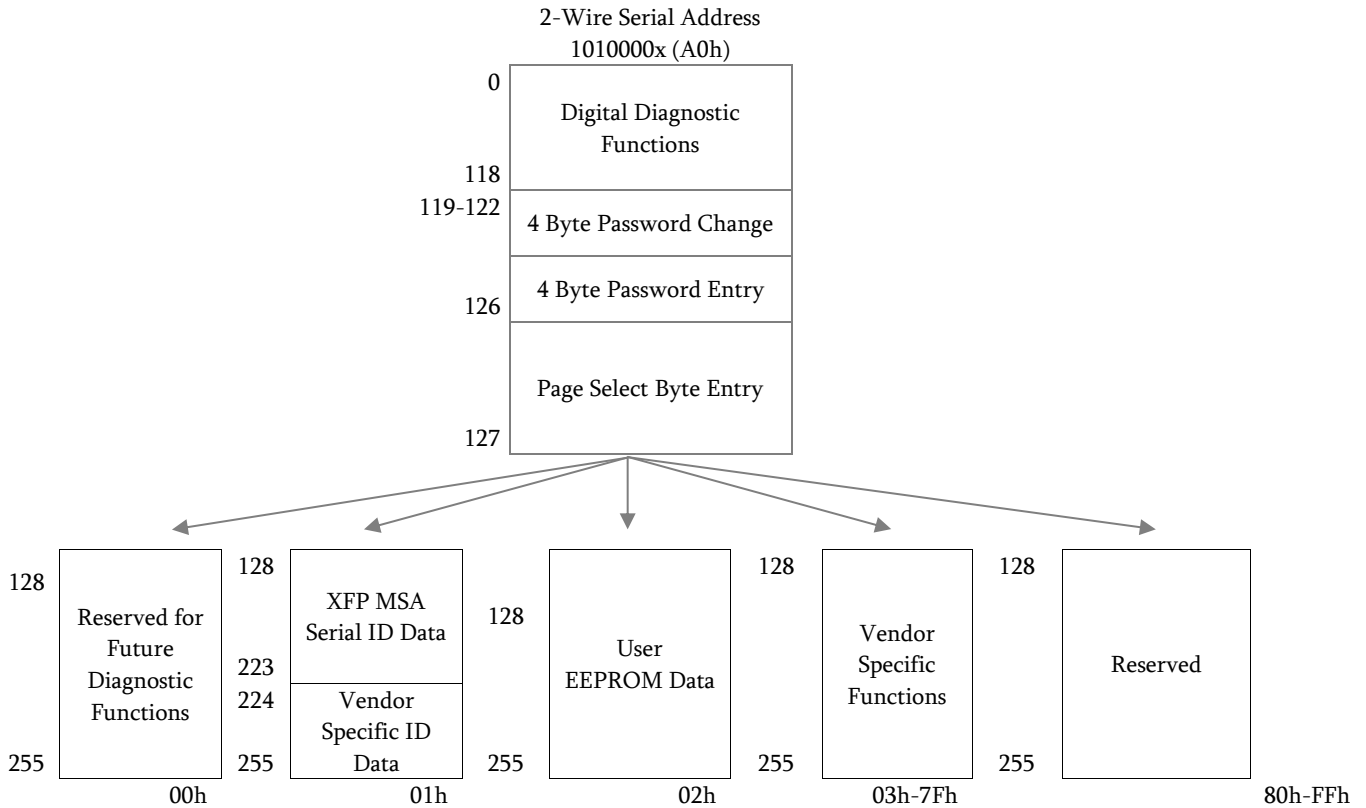 2-Wire Serial Address
1010000x (A0h)
0
Digital Diagnostic
Functions
118
119-122
4 Byte Password Change
4 Byte Password Entry
126
Page Select Byte Entry
127
128
Reserved for
Future
Diagnostic
Functions
255
00h
128
XFP MSA
Serial ID Data
223
224
Vendor
Specific ID
Data
255
01h
128
User
EEPROM Data
255
02h
128
Vendor
Specific
Functions
255
03h-7Fh
128
Reserved
255
80h-FFh